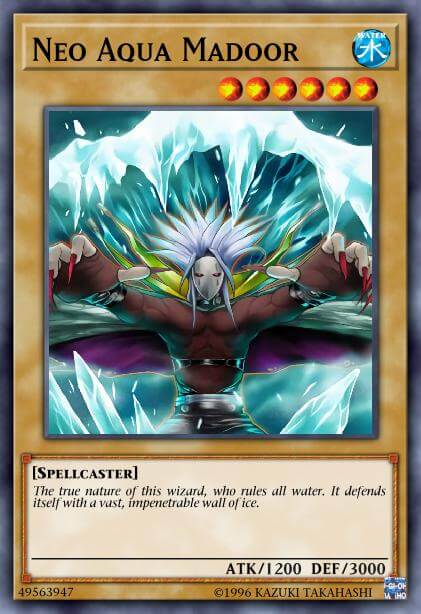 NEO AQUA MADOOR
WATER
水
[SPELLCASTER]
The true nature of this wizard, who rules all water. It defends
itself with a vast, impenetrable wall of ice.
ATK/1200 DEF/3000
49563947
©1996 KAZUKI TAKAHASHI